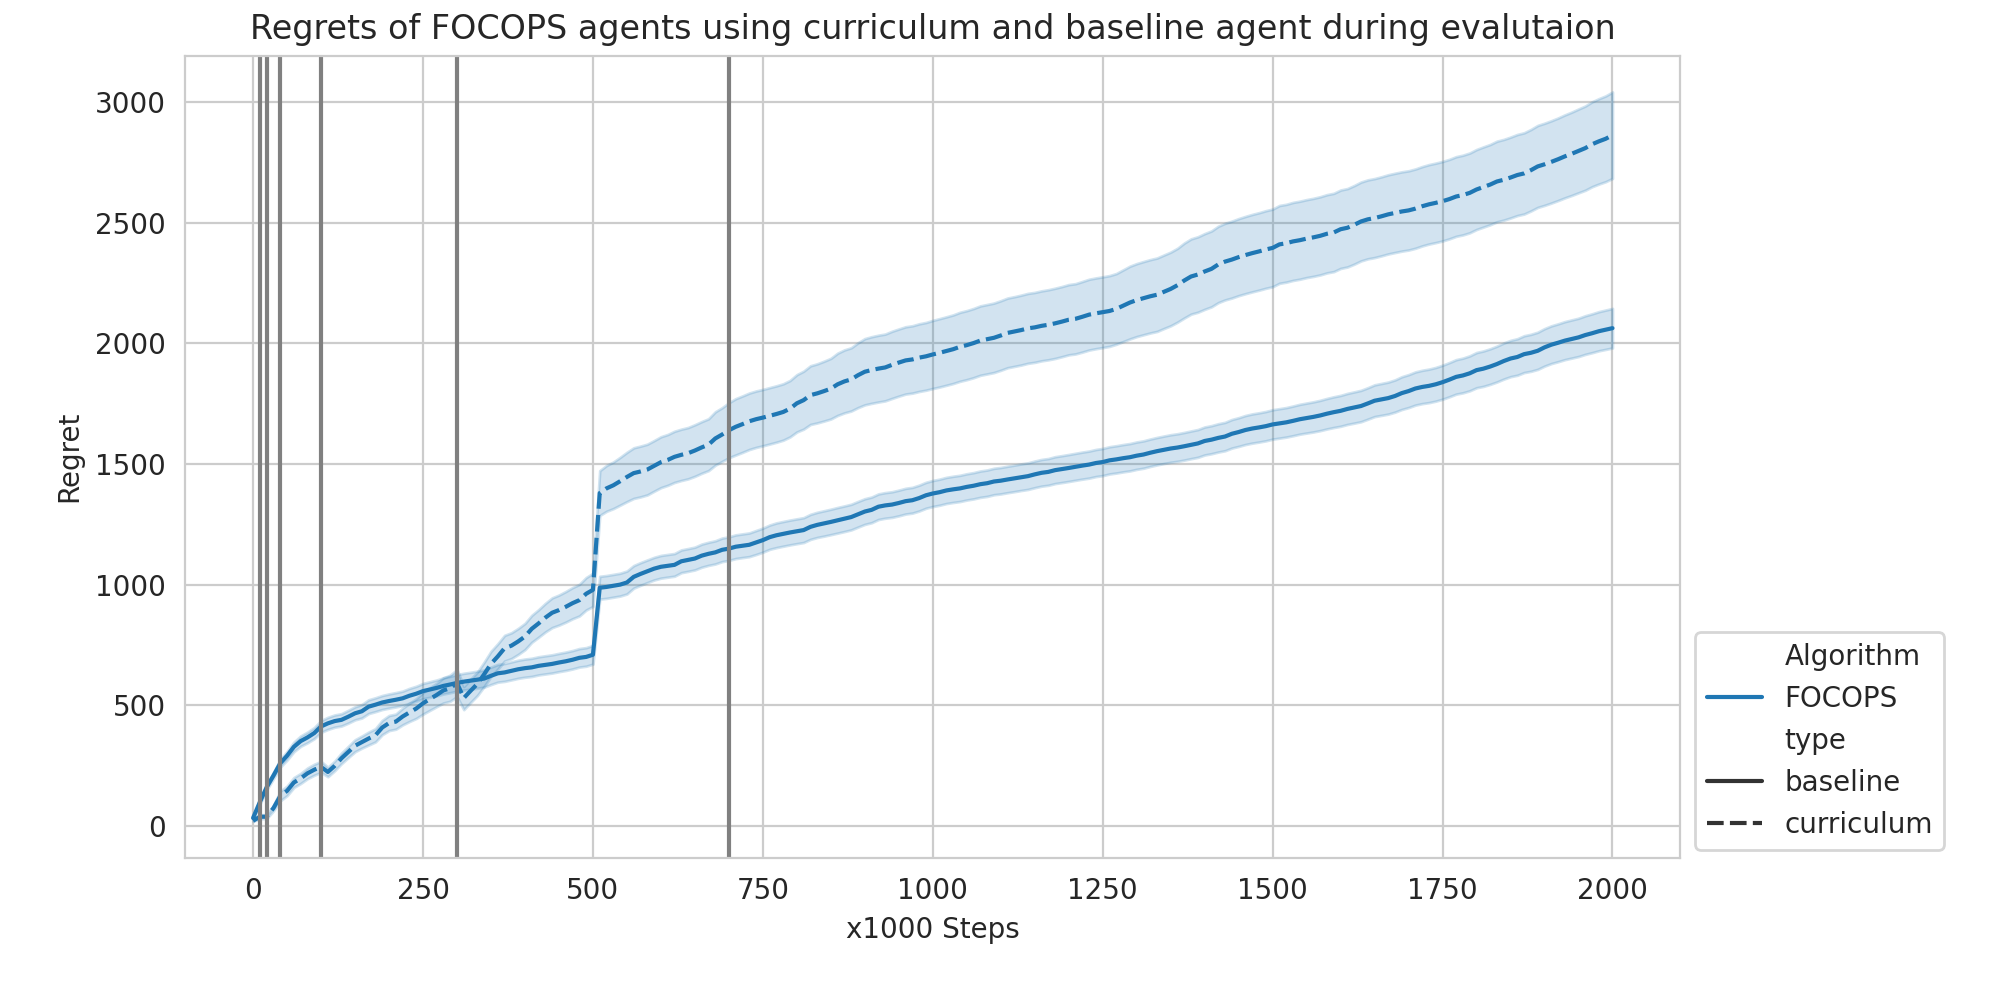 Regrets of FOCOPS agents using curriculum and baseline agent during evalutaion
3000
2500
2000
1500
1000
500
0
Regret
0 250 500 750 1000 1250 1500 1750 2000
x1000 Steps
Algorithm
FOCOPS
type
baseline
curriculum